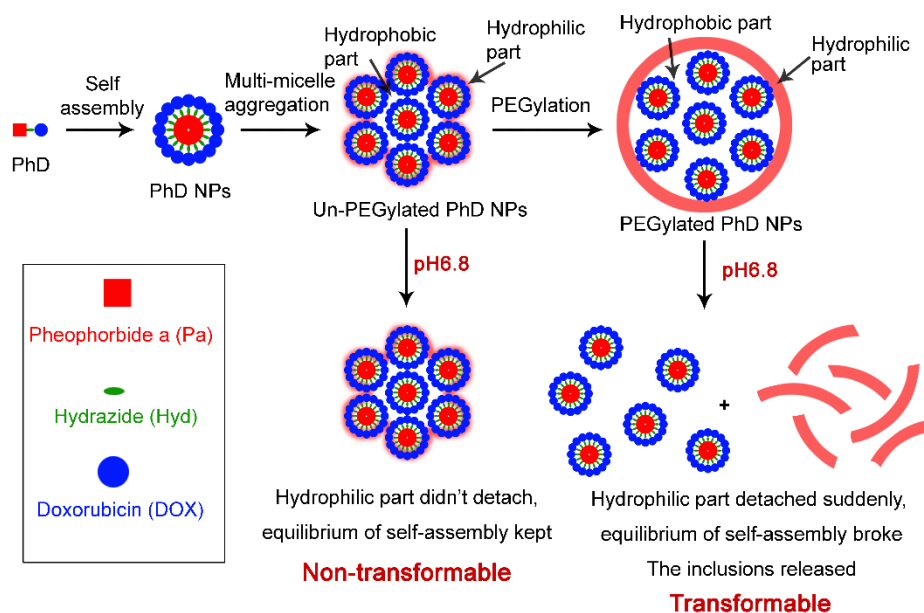 Self
assembly
PhD
PhD NPs
Multi-micelle
aggregation
Hydrophobic
part
Hydrophilic
part
Un-PEGylated PhD NPs
PEGylation
Hydrophobic part
Hydrophilic
part
PEGylated PhD NPs
pH6.8
pH6.8
Pheophorbide a (Pa)
Hydrazide (Hyd)
Doxorubicin (DOX)
+
Hydrophilic part didn't detach,
equilibrium of self-assembly kept
Non-transformable
Hydrophilic part detached suddenly,
equilibrium of self-assembly broke
The inclusions released
Transformable